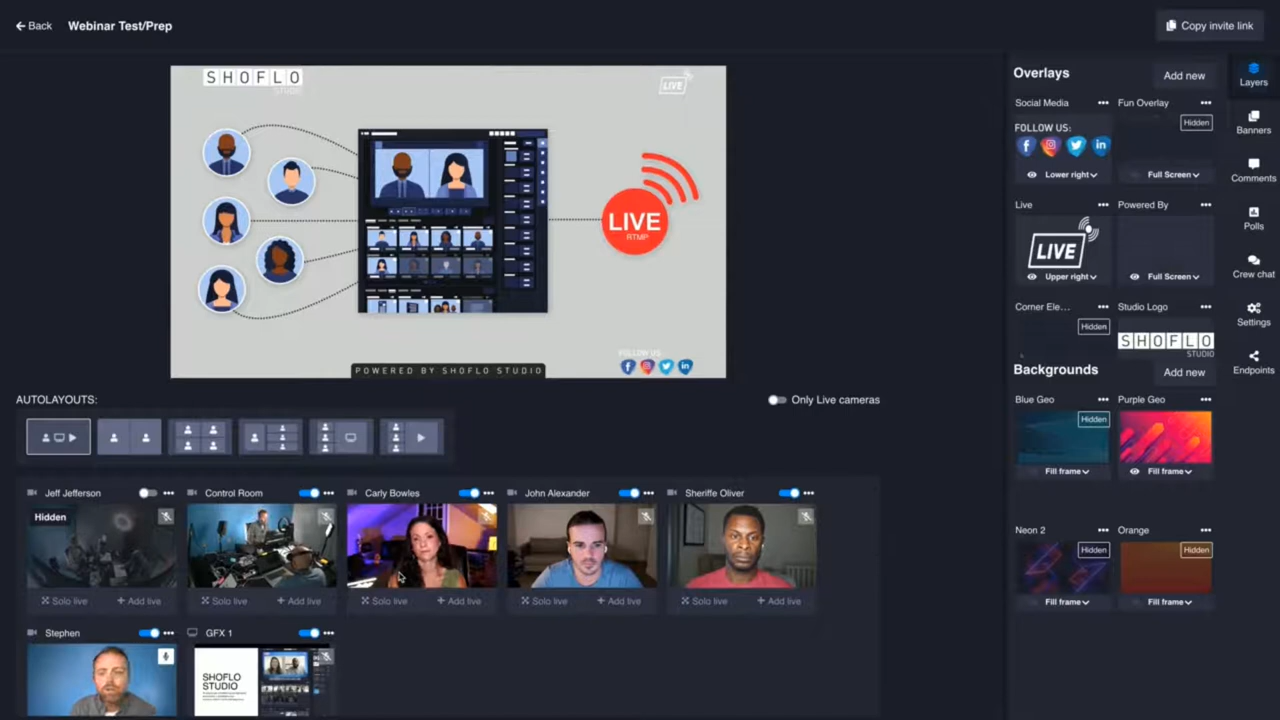 Back
Webinar Test/Prep
Copy invite link
SHOFLO
STUDIO
LIVE
LIVE
RTMP
POWERED BY SHOFLO STUDIO
FOLLOW US:
Overlays
Add new
Social Media
Fun Overlay
FOLLOW US:
Hidden
Lower right
Full Screen
Live
Powered By
LIVE
Upper right
Full Screen
Corner Ele...
Studio Logo
Hidden
SHOFLO
STUDIO
Backgrounds
Add new
Blue Geo
Purple Geo
Hidden
Fill frame
Fill frame
Neon 2
Orange
Hidden
Hidden
Fill frame
Fill frame
Layers
Banners
Comments
Polls
Crew chat
Settings
Endpoints
AUTOLAYOUTS:
Only Live cameras
Jeff Jefferson
Control Room
Carly Bowles
John Alexander
Sheriffe Oliver
Hidden
Solo live
Add live
Solo live
Add live
Solo live
Add live
Solo live
Add live
Solo live
Add live
Stephen
GFX 1
SHOFLO
STUDIO